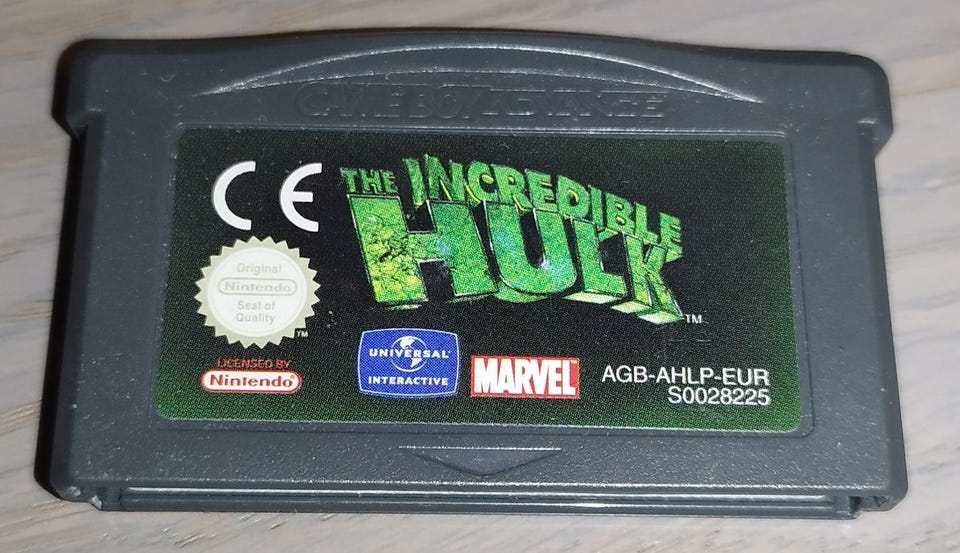 GAME BOY ADVANCE
CE
THE INCREDIBLE
HULK
TM
Original
Nintendo
Seal of
Quality
TM
LICENSED BY
Nintendo
UNIVERSAL
INTERACTIVE
MARVEL
AGB-AHLP-EUR
S0028225